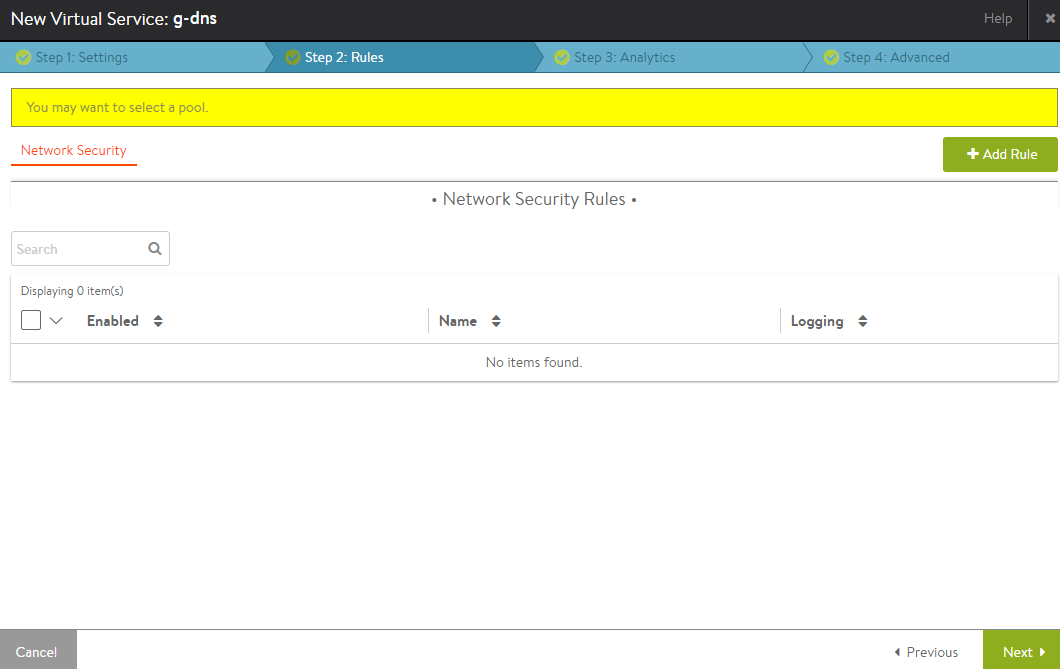 New Virtual Service: g-dns Help
Step 1: Settings Step 2: Rules Step 3: Analytics Step 4: Advanced
You may want to select a pool.
Network Security
+ Add Rule
• Network Security Rules •
Search
Displaying 0 item(s)
Enabled Name Logging
No items found.
Cancel Previous Next